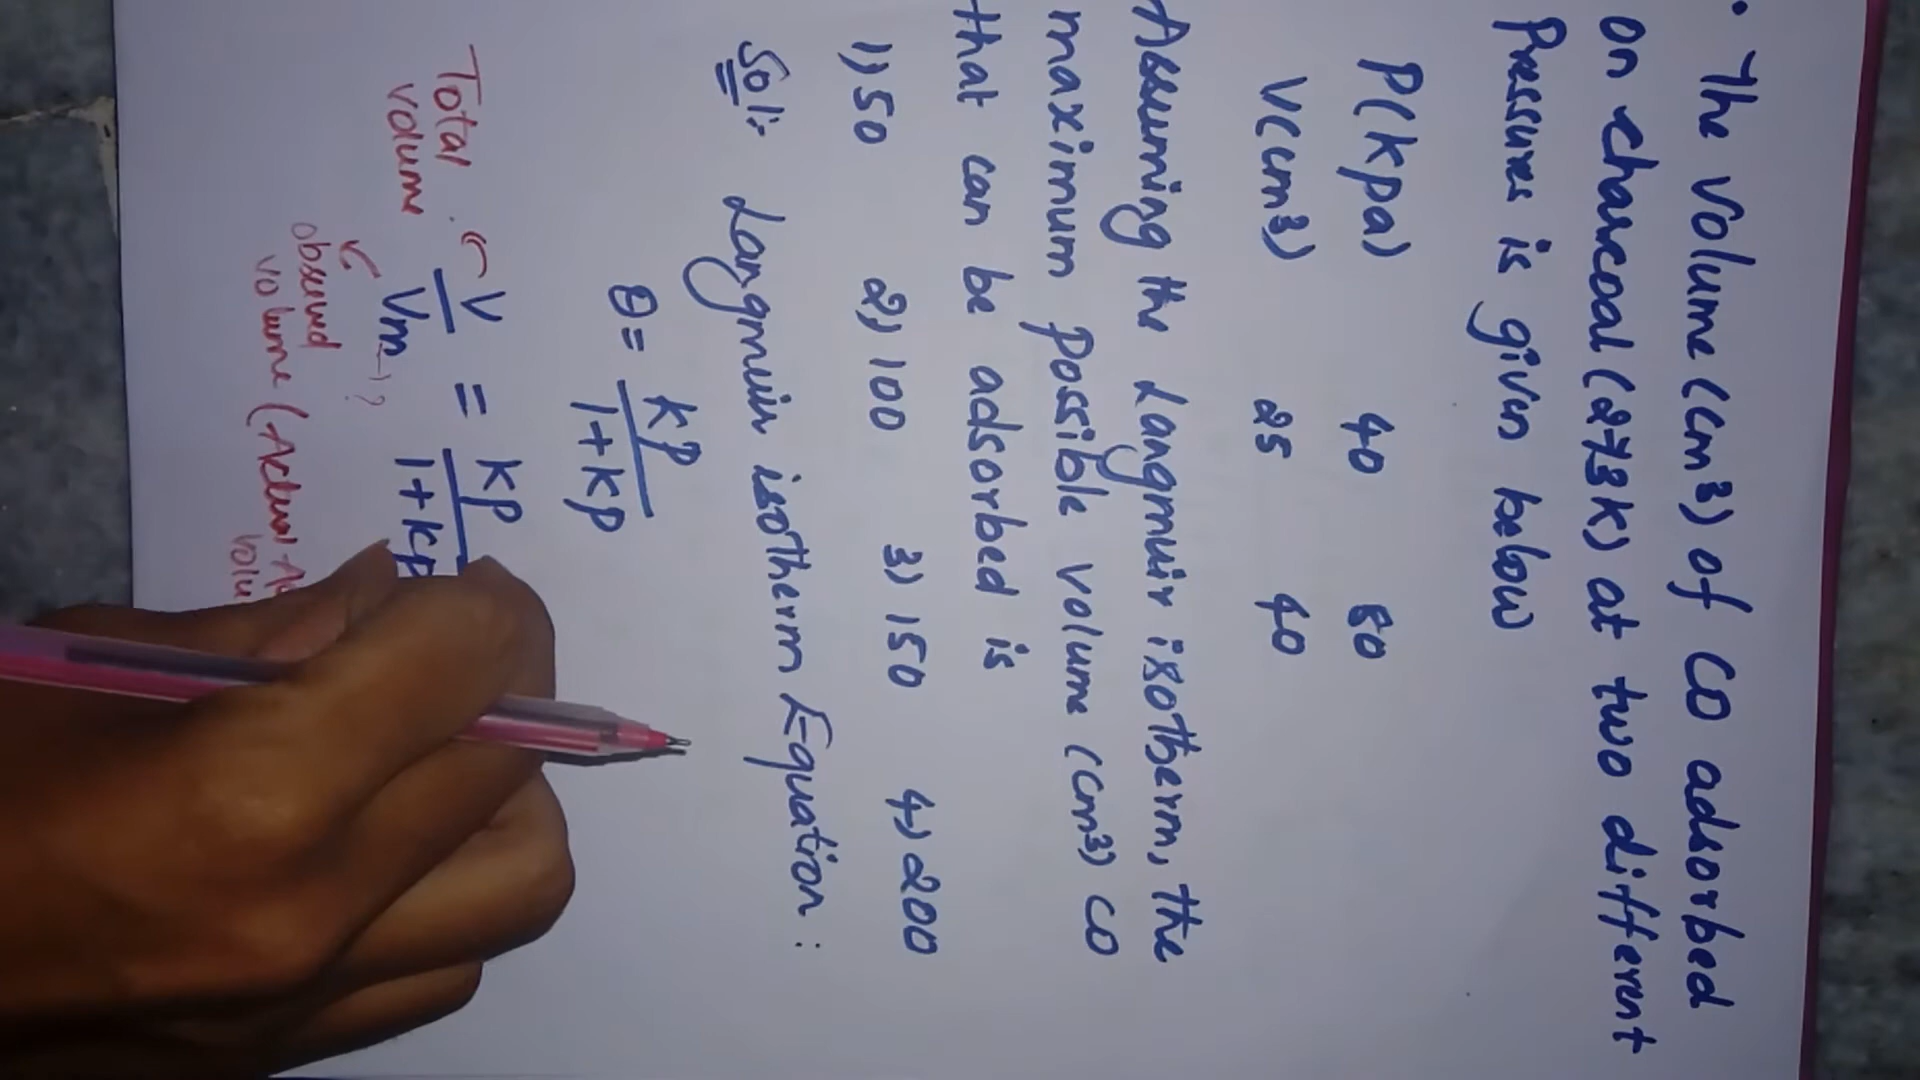 • The volume (cm³) of CO adsorbed
on charcoal (273K) at two different
Pressures is given below
P(kpa) 40 80
V(cm³) 25 40
Assuming the Langmuir isotherm, the
maximum possible volume (cm³) CO
that can be adsorbed is
1) 50 2) 100 3) 150 4) 200
Sol:- Langmuir isotherm Equation:
θ = KP / 1+KP
V / Vm = KP / 1+KP
Total
volume
?
observed
volume (Actual